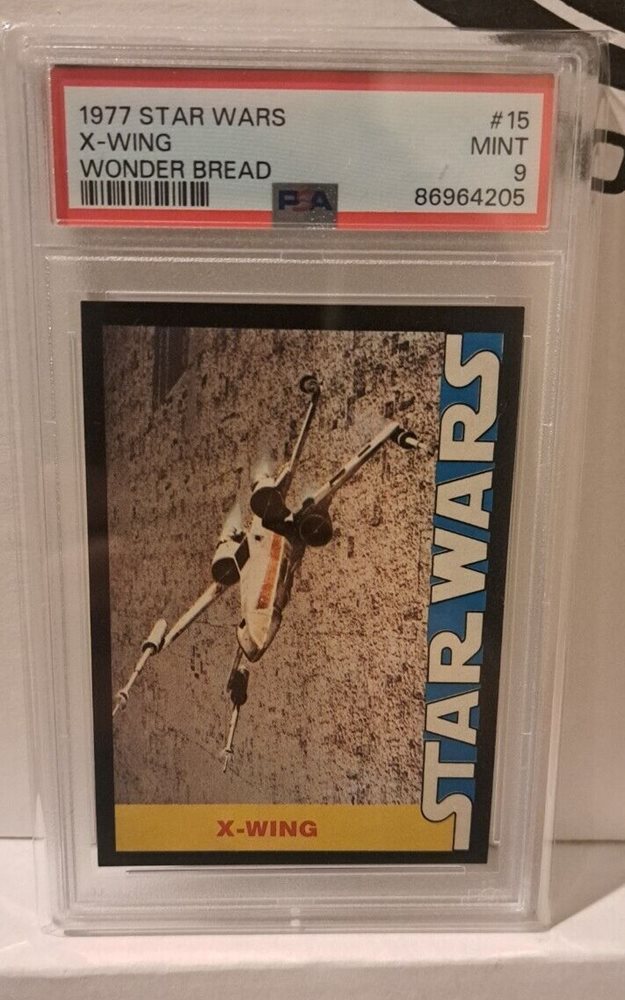 1977 STAR WARS #15
X-WING MINT
WONDER BREAD 9
PSA 86964205
STAR WARS
X-WING